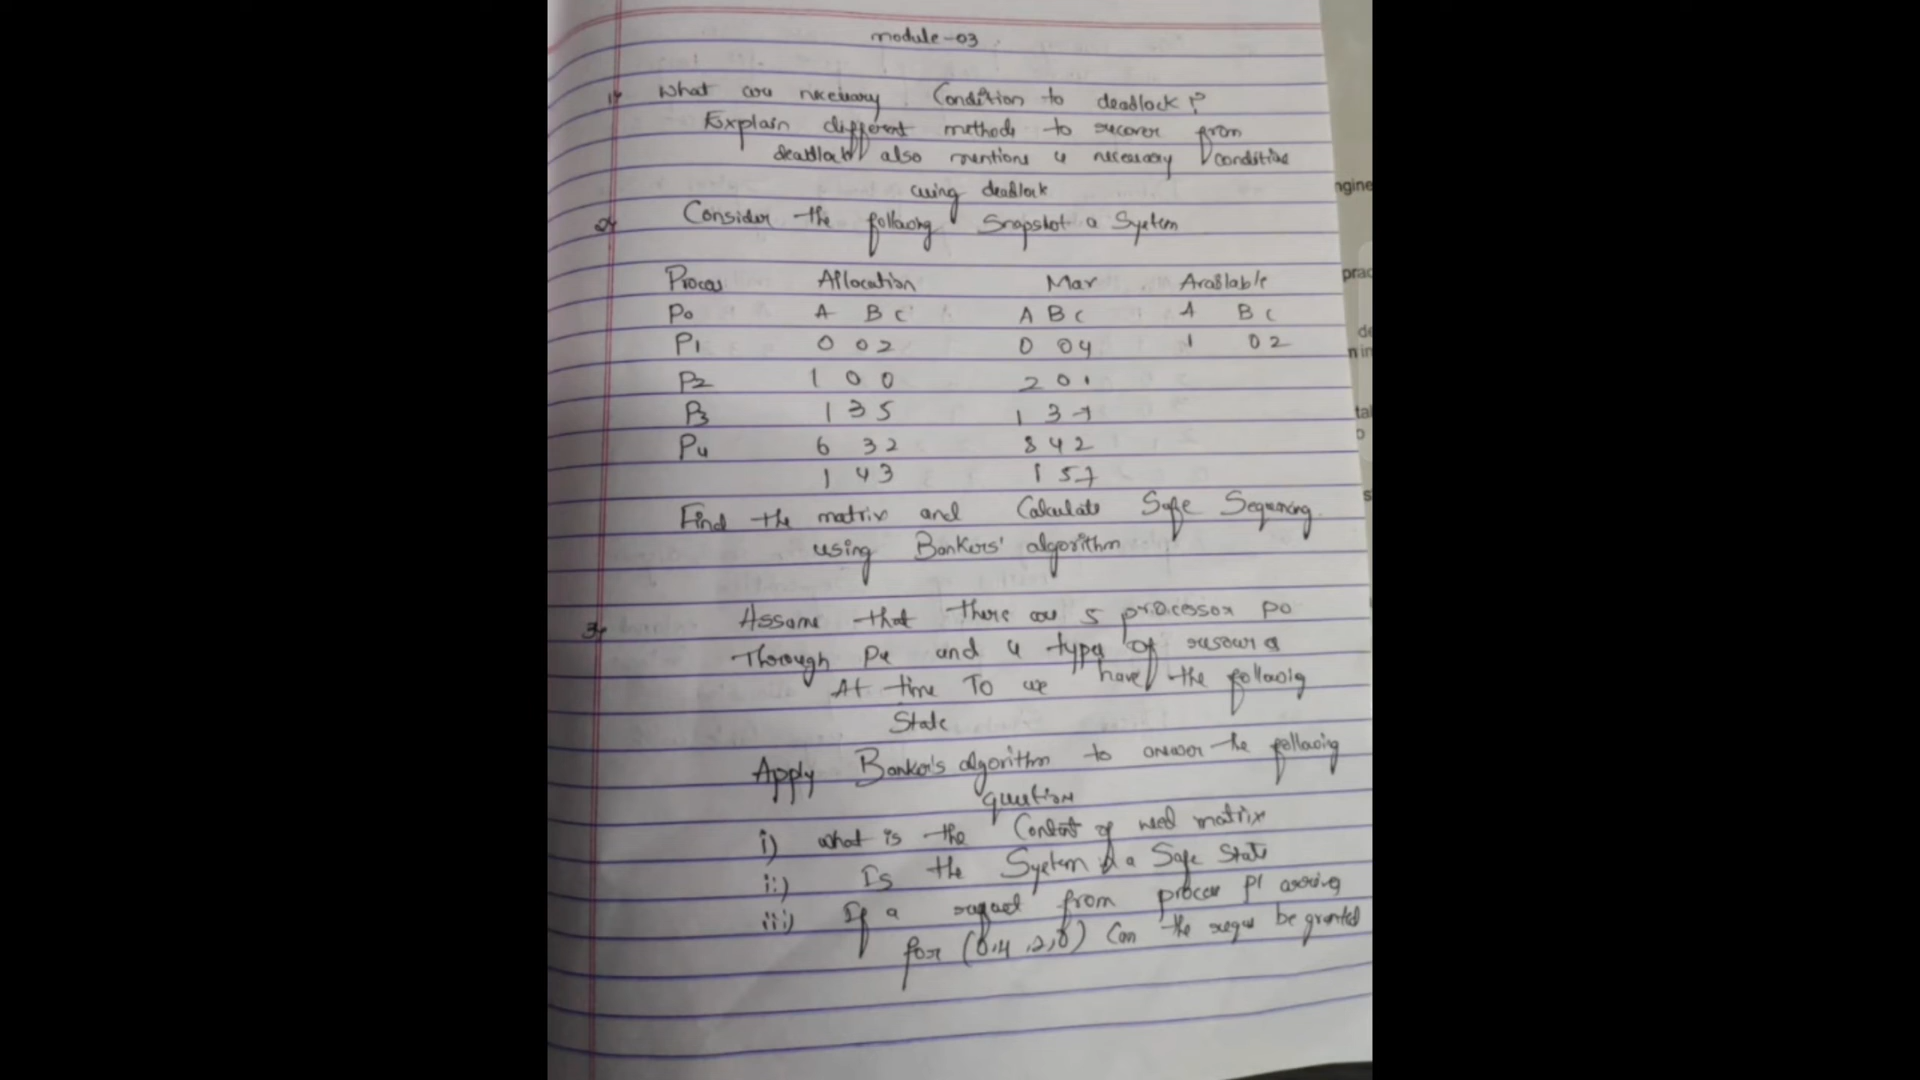 module-03
1) What are necessary Condition to deadlock?
Explain different methods to recover from
deadlock also mentions 4 necessary condition
using deadlock
2) Consider the following Snapshot a System
Process Allocation Max Available
P0 A B C A B C A B C
P1 0 0 2 0 0 4 1 0 2
P2 1 0 0 2 0 1
P3 1 3 5 1 3 7
P4 6 3 2 8 4 2
1 4 3 1 5 7
Find the matrix and Calculate Safe Sequencing
using Bankers' algorithm
3) Assume that there are 5 processor P0
Through P4 and 4 types of
At time T0 we have the following
State
Apply Banker's algorithm to answer the following
question
i) what is the Content of need matrix
ii) Is the System a Safe State
iii) If a request from process P1 arriving
for (0,4,2,0) Can the be granted
ngine
prac
de
n in
tal
o
s